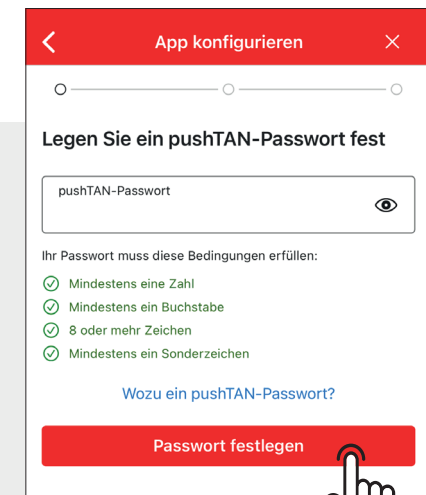 App konfigurieren
Legen Sie ein pushTAN-Passwort fest
pushTAN-Passwort
Ihr Passwort muss diese Bedingungen erfüllen:
Mindestens eine Zahl
Mindestens ein Buchstabe
8 oder mehr Zeichen
Mindestens ein Sonderzeichen
Wozu ein pushTAN-Passwort?
Passwort festlegen